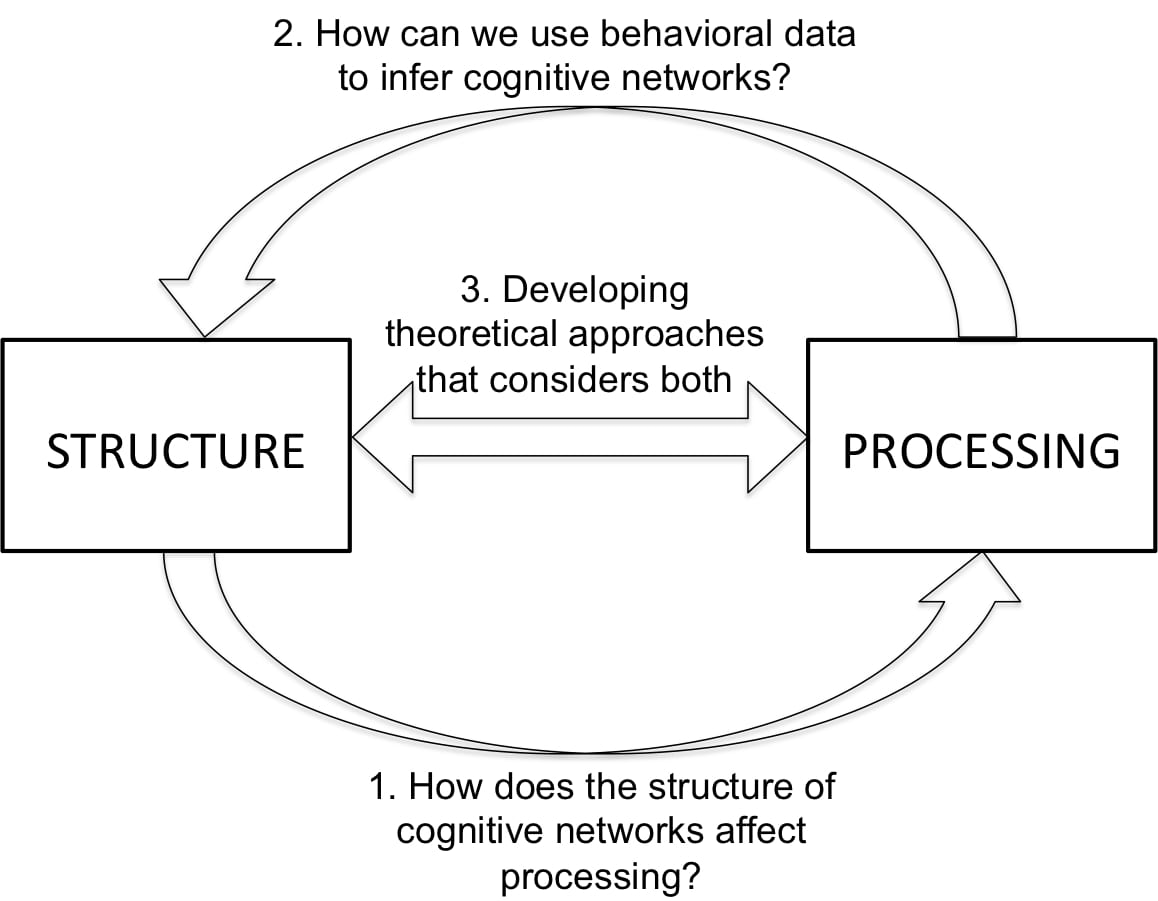 2. How can we use behavioral data
to infer cognitive networks?
3. Developing
theoretical approaches
that considers both
STRUCTURE
PROCESSING
1. How does the structure of
cognitive networks affect
processing?